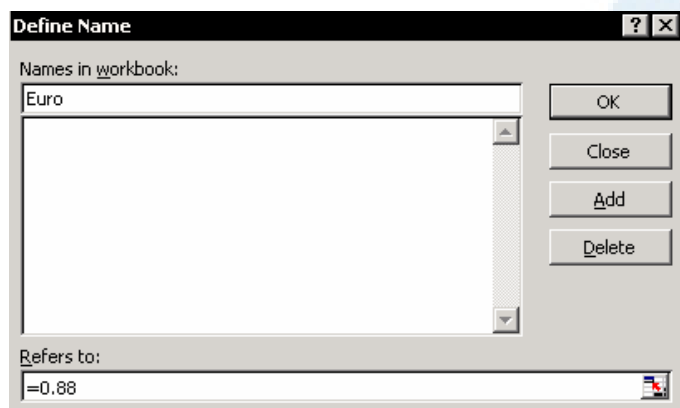 Define Name
? X
Names in workbook:
Euro
OK
Close
Add
Delete
Refers to:
=0.88